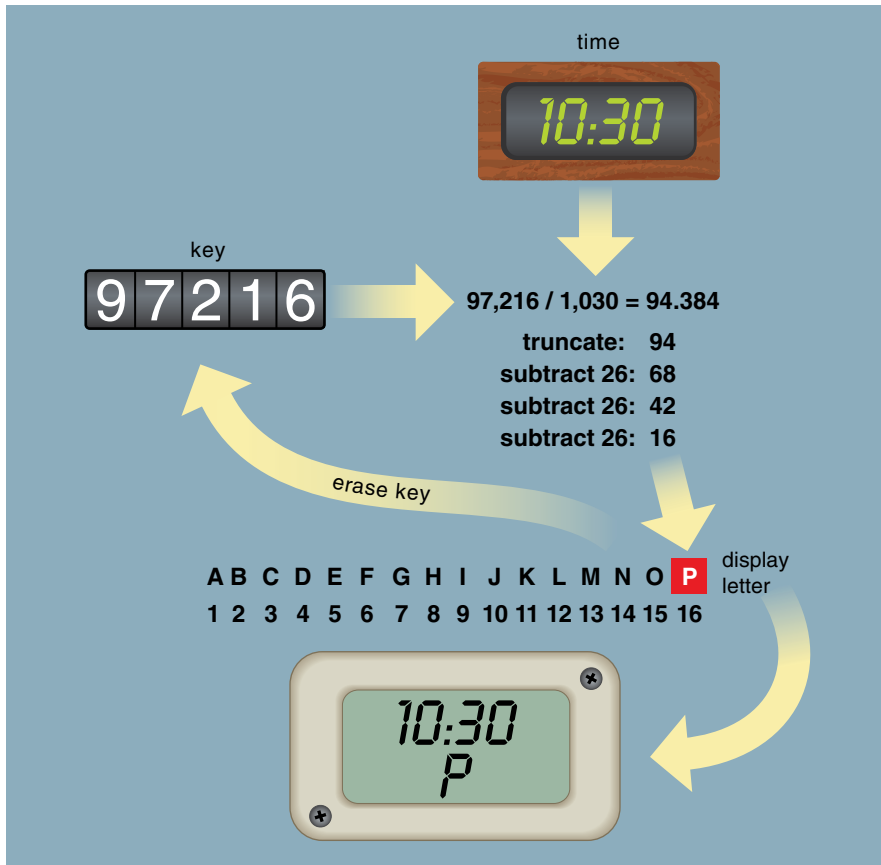 time
10:30
key
97216
97,216 / 1,030 = 94.384
truncate: 94
subtract 26: 68
subtract 26: 42
subtract 26: 16
erase key
A B C D E F G H I J K L M N O P
1 2 3 4 5 6 7 8 9 10 11 12 13 14 15 16
display
letter
10:30
P